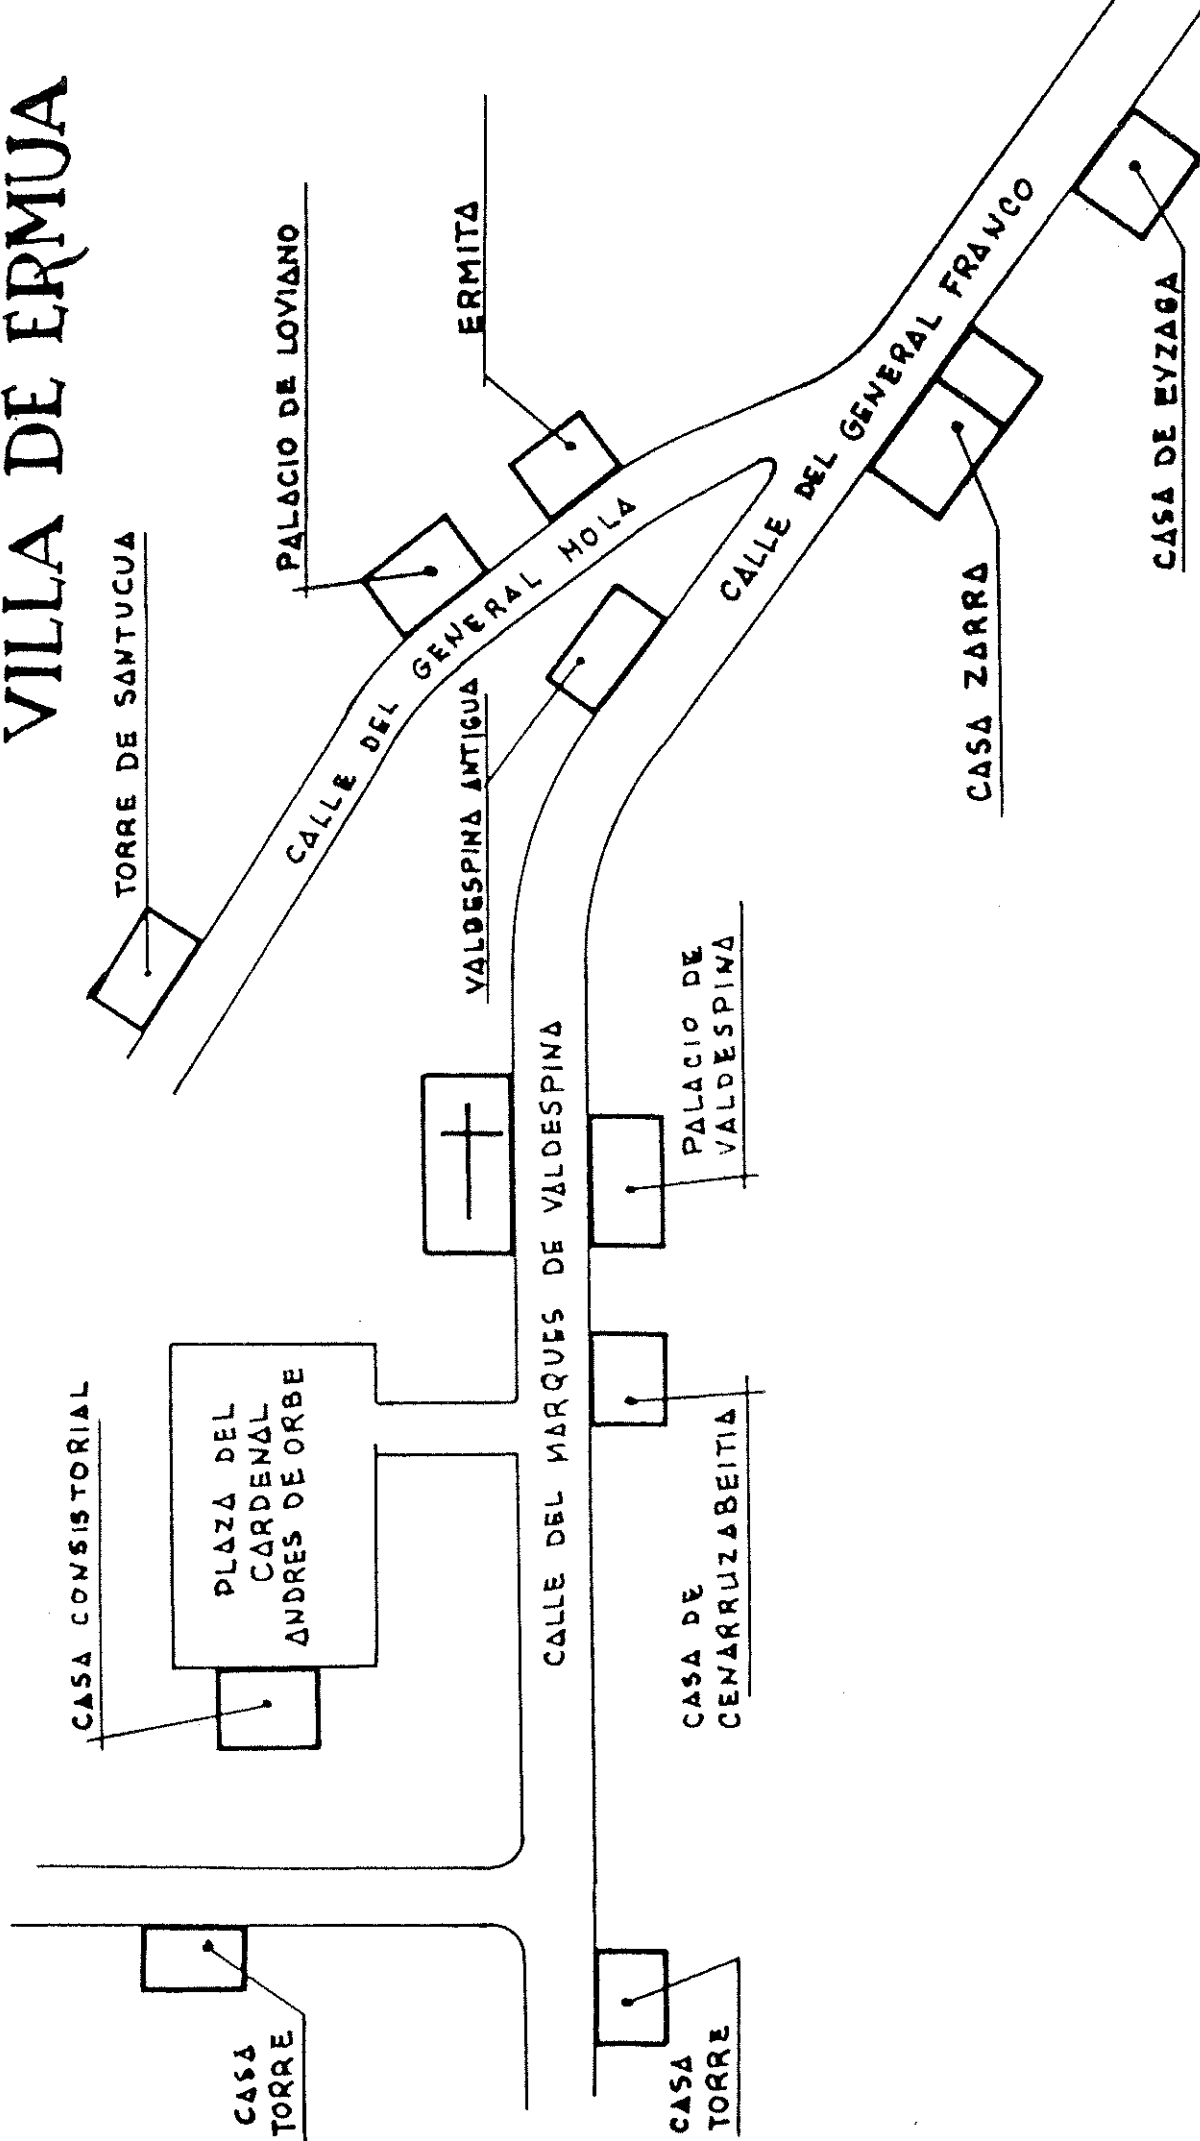 VILLA DE ERMUA
CASA
TORRE
CASA CONSISTORIAL
PLAZA DEL
CARDENAL
ANDRES DE ORBE
TORRE DE SANTUCUA
PALACIO DE LOVIANO
ERMITA
CALLE DEL GENERAL MOLA
VALDESPINA ANTIGUA
CALLE DEL MARQUES DE VALDESPINA
CALLE DEL GENERAL FRANCO
CASA
TORRE
CASA DE
CENARRUZABEITIA
PALACIO DE
VALDESPINA
CASA ZARRA
CASA DE EYZAGA